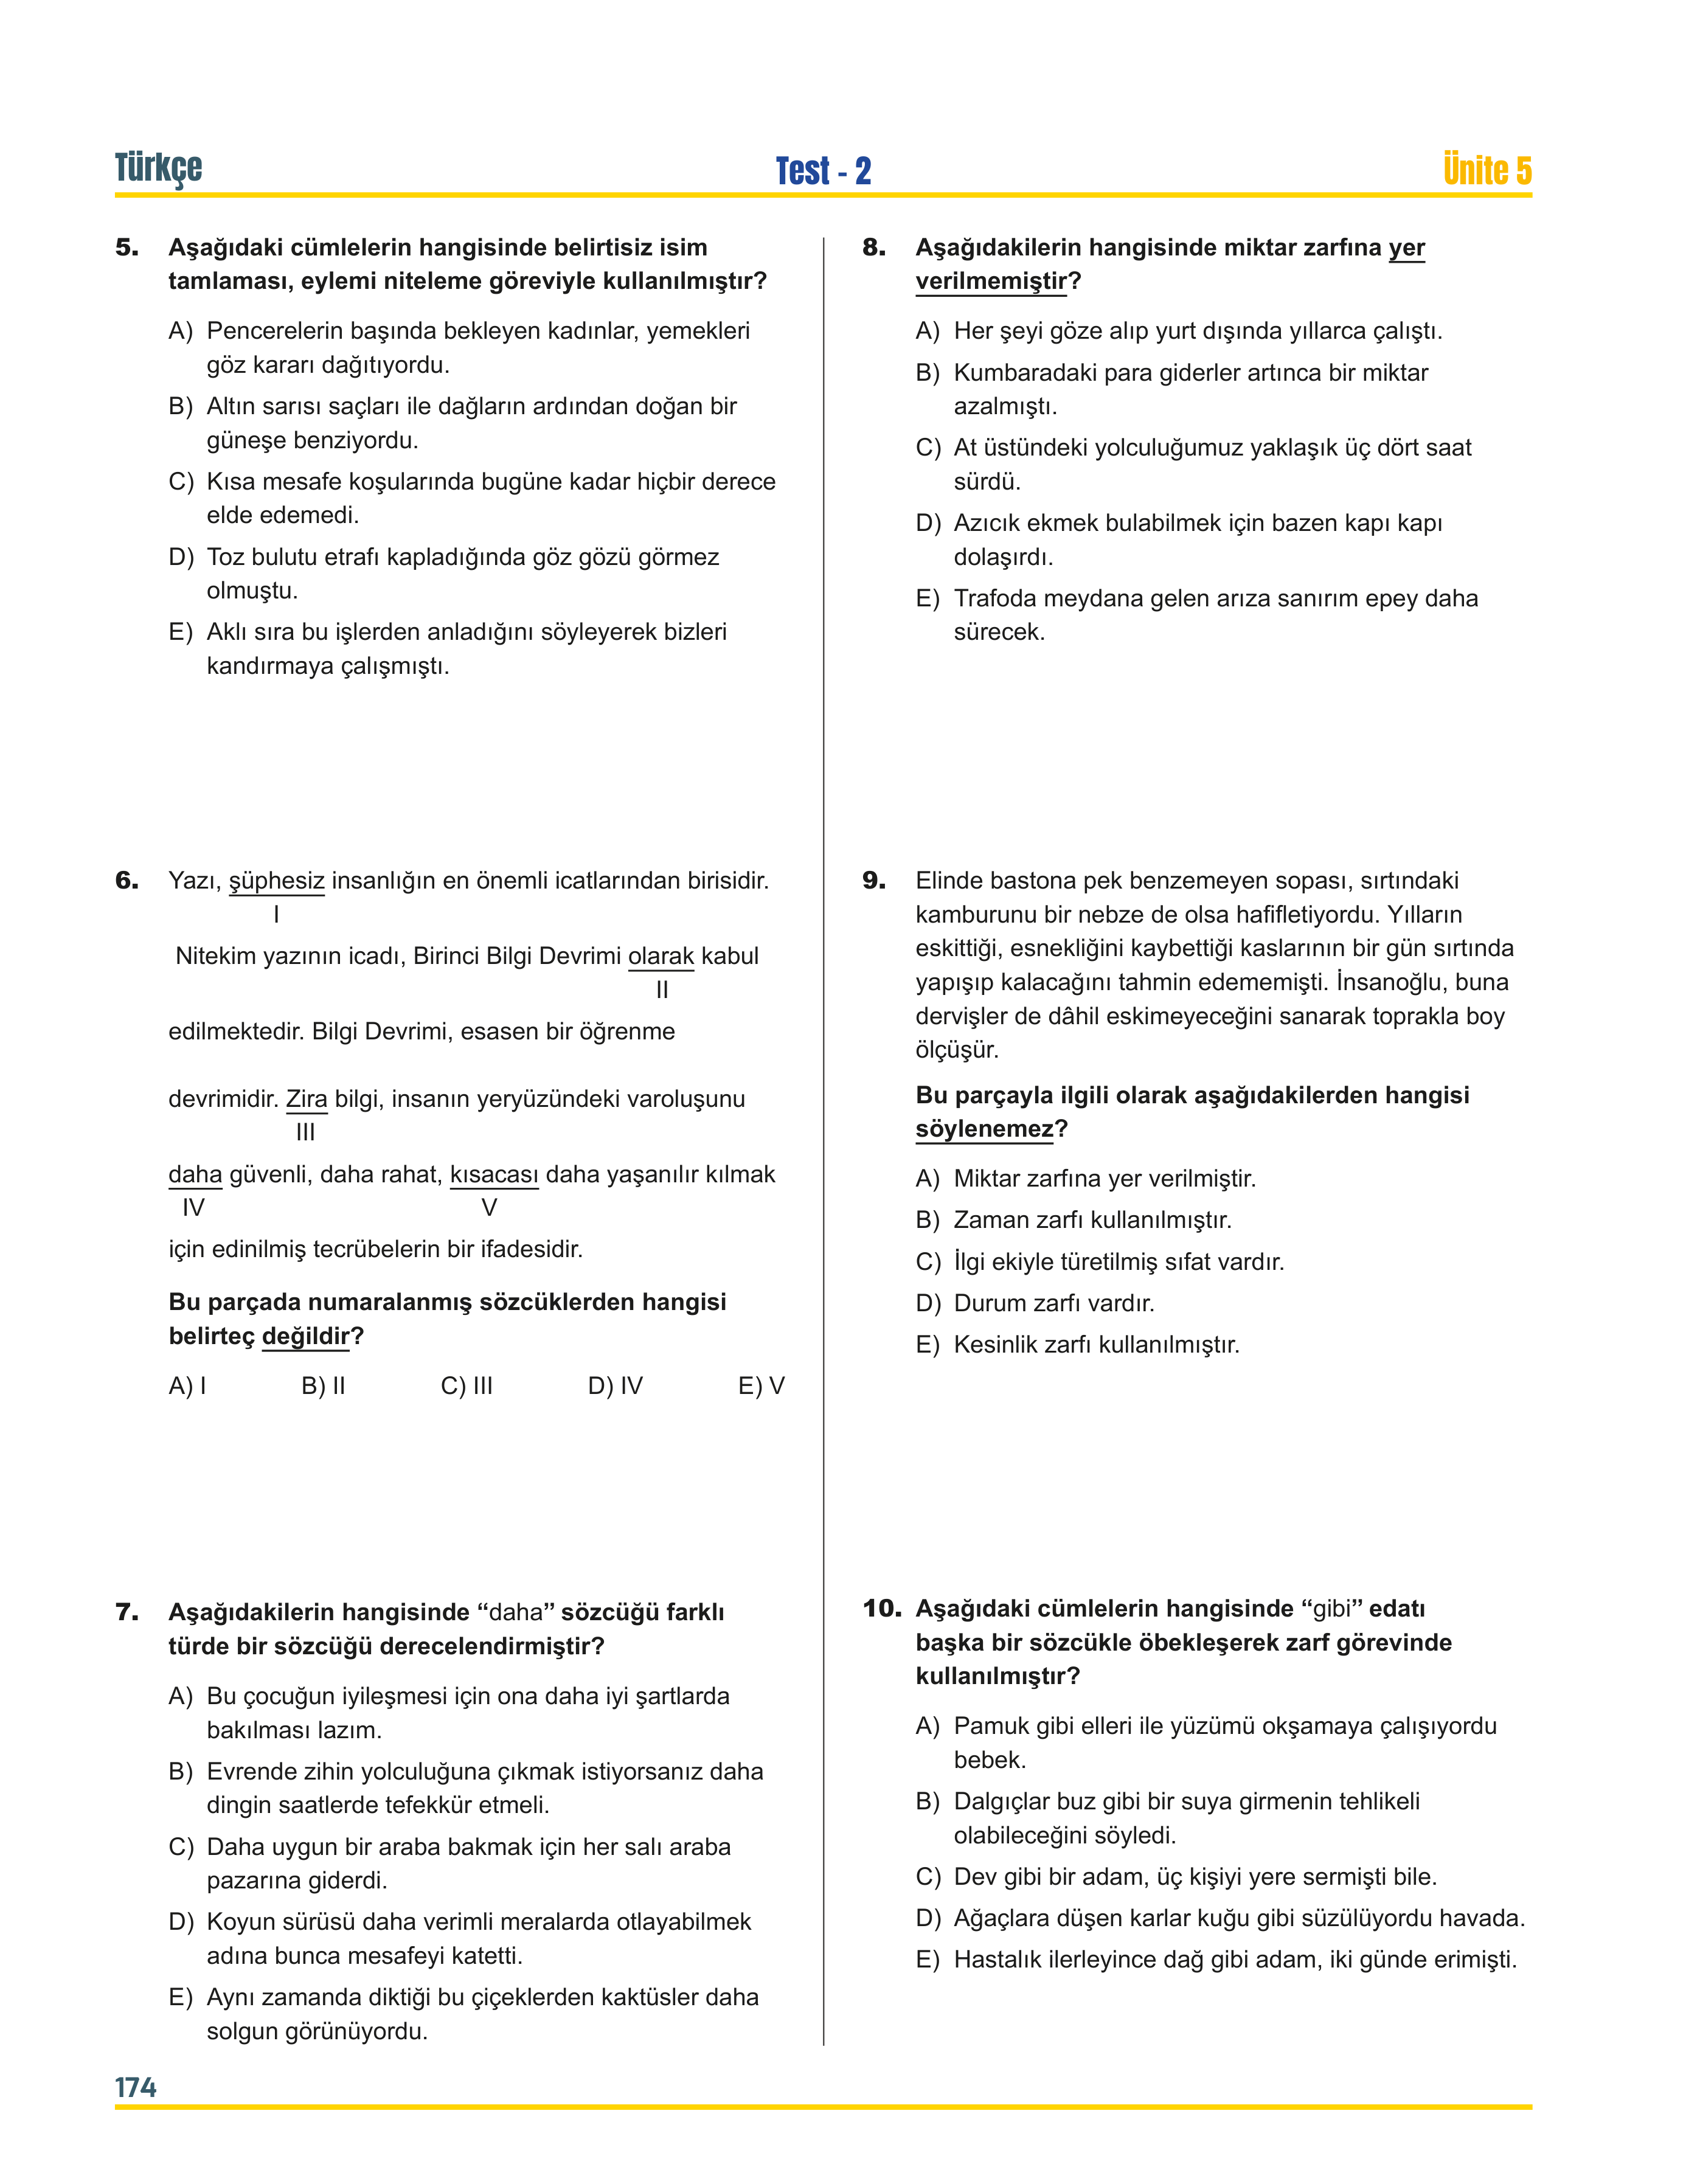 Türkçe
Test - 2
Ünite 5
5. Aşağıdaki cümlelerin hangisinde belirtisiz isim
tamlaması, eylemi niteleme göreviyle kullanılmıştır?
A) Pencerelerin başında bekleyen kadınlar, yemekleri
göz kararı dağıtıyordu.
B) Altın sarısı saçları ile dağların ardından doğan bir
güneşe benziyordu.
C) Kısa mesafe koşularında bugüne kadar hiçbir derece
elde edemedi.
D) Toz bulutu etrafı kapladığında göz gözü görmez
olmuştu.
E) Aklı sıra bu işlerden anladığını söyleyerek bizleri
kandırmaya çalışmıştı.
6. Yazı, şüphesiz insanlığın en önemli icatlarından birisidir.
I
Nitekim yazının icadı, Birinci Bilgi Devrimi olarak kabul
II
edilmektedir. Bilgi Devrimi, esasen bir öğrenme
devrimidir. Zira bilgi, insanın yeryüzündeki varoluşunu
III
daha güvenli, daha rahat, kısacası daha yaşanılır kılmak
IV V
için edinilmiş tecrübelerin bir ifadesidir.
Bu parçada numaralanmış sözcüklerden hangisi
belirteç değildir?
A) I B) II C) III D) IV E) V
7. Aşağıdakilerin hangisinde “daha” sözcüğü farklı
türde bir sözcüğü derecelendirmiştir?
A) Bu çocuğun iyileşmesi için ona daha iyi şartlarda
bakılması lazım.
B) Evrende zihin yolculuğuna çıkmak istiyorsanız daha
dingin saatlerde tefekkür etmeli.
C) Daha uygun bir araba bakmak için her salı araba
pazarına giderdi.
D) Koyun sürüsü daha verimli meralarda otlayabilmek
adına bunca mesafeyi katetti.
E) Aynı zamanda diktiği bu çiçeklerden kaktüsler daha
solgun görünüyordu.
8. Aşağıdakilerin hangisinde miktar zarfına yer
verilmemiştir?
A) Her şeyi göze alıp yurt dışında yıllarca çalıştı.
B) Kumbaradaki para giderler artınca bir miktar
azalmıştı.
C) At üstündeki yolculuğumuz yaklaşık üç dört saat
sürdü.
D) Azıcık ekmek bulabilmek için bazen kapı kapı
dolaşırdı.
E) Trafoda meydana gelen arıza sanırım epey daha
sürecek.
9. Elinde bastona pek benzemeyen sopası, sırtındaki
kamburunu bir nebze de olsa hafifletiyordu. Yılların
eskittiği, esnekliğini kaybettiği kaslarının bir gün sırtında
yapışıp kalacağını tahmin edememişti. İnsanoğlu, buna
dervişler de dâhil eskimeyeceğini sanarak toprakla boy
ölçüşür.
Bu parçayla ilgili olarak aşağıdakilerden hangisi
söylenemez?
A) Miktar zarfına yer verilmiştir.
B) Zaman zarfı kullanılmıştır.
C) İlgi ekiyle türetilmiş sıfat vardır.
D) Durum zarfı vardır.
E) Kesinlik zarfı kullanılmıştır.
10. Aşağıdaki cümlelerin hangisinde “gibi” edatı
başka bir sözcükle öbekleşerek zarf görevinde
kullanılmıştır?
A) Pamuk gibi elleri ile yüzümü okşamaya çalışıyordu
bebek.
B) Dalgıçlar buz gibi bir suya girmenin tehlikeli
olabileceğini söyledi.
C) Dev gibi bir adam, üç kişiyi yere sermişti bile.
D) Ağaçlara düşen karlar kuğu gibi süzülüyordu havada.
E) Hastalık ilerleyince dağ gibi adam, iki günde erimişti.
174